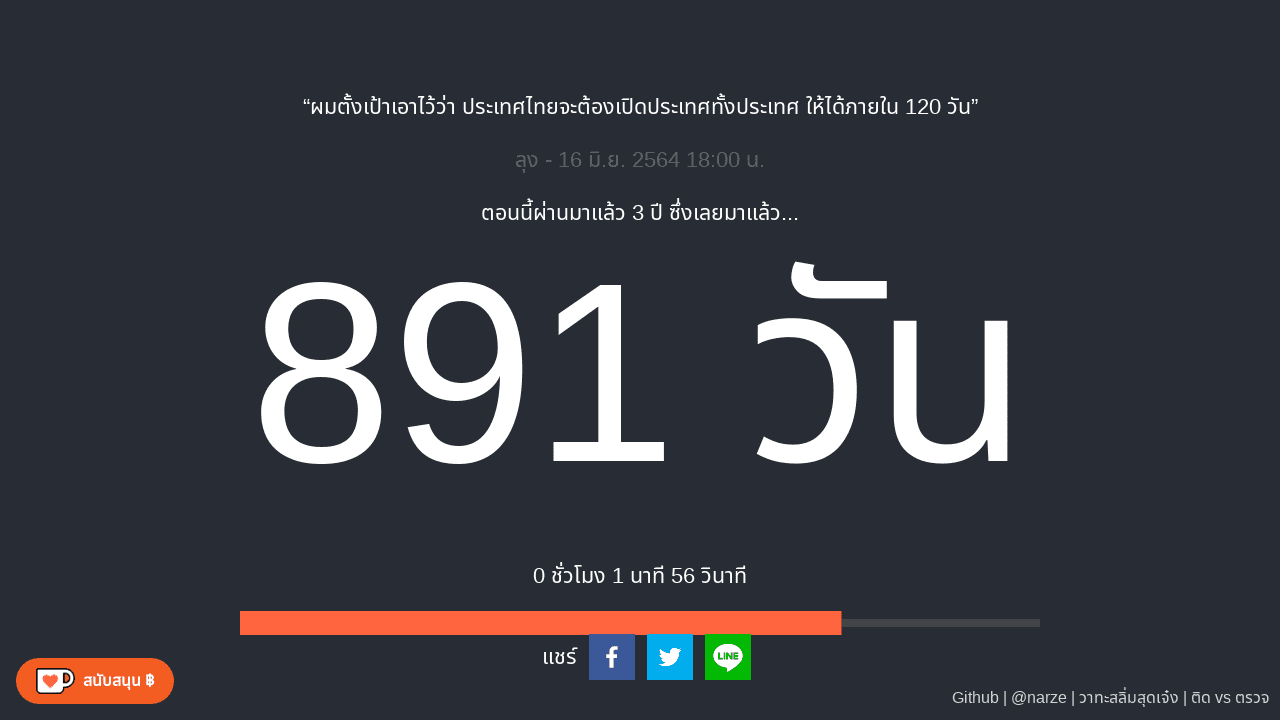 “ผมตั้งเป้าเอาไว้ว่า ประเทศไทยจะต้องเปิดประเทศทั้งประเทศ ให้ได้ภายใน 120 วัน”
ลุง - 16 มิ.ย. 2564 18:00 น.
ตอนนี้ผ่านมาแล้ว 3 ปี ซึ่งเลยมาแล้ว...
891 วัน
0 ชั่วโมง 1 นาที 56 วินาที
แชร์
LINE
สนับสนุน ฿
Github | @narze | วาทะสลิ่มสุดเจ๋ง | ติด vs ตรวจ